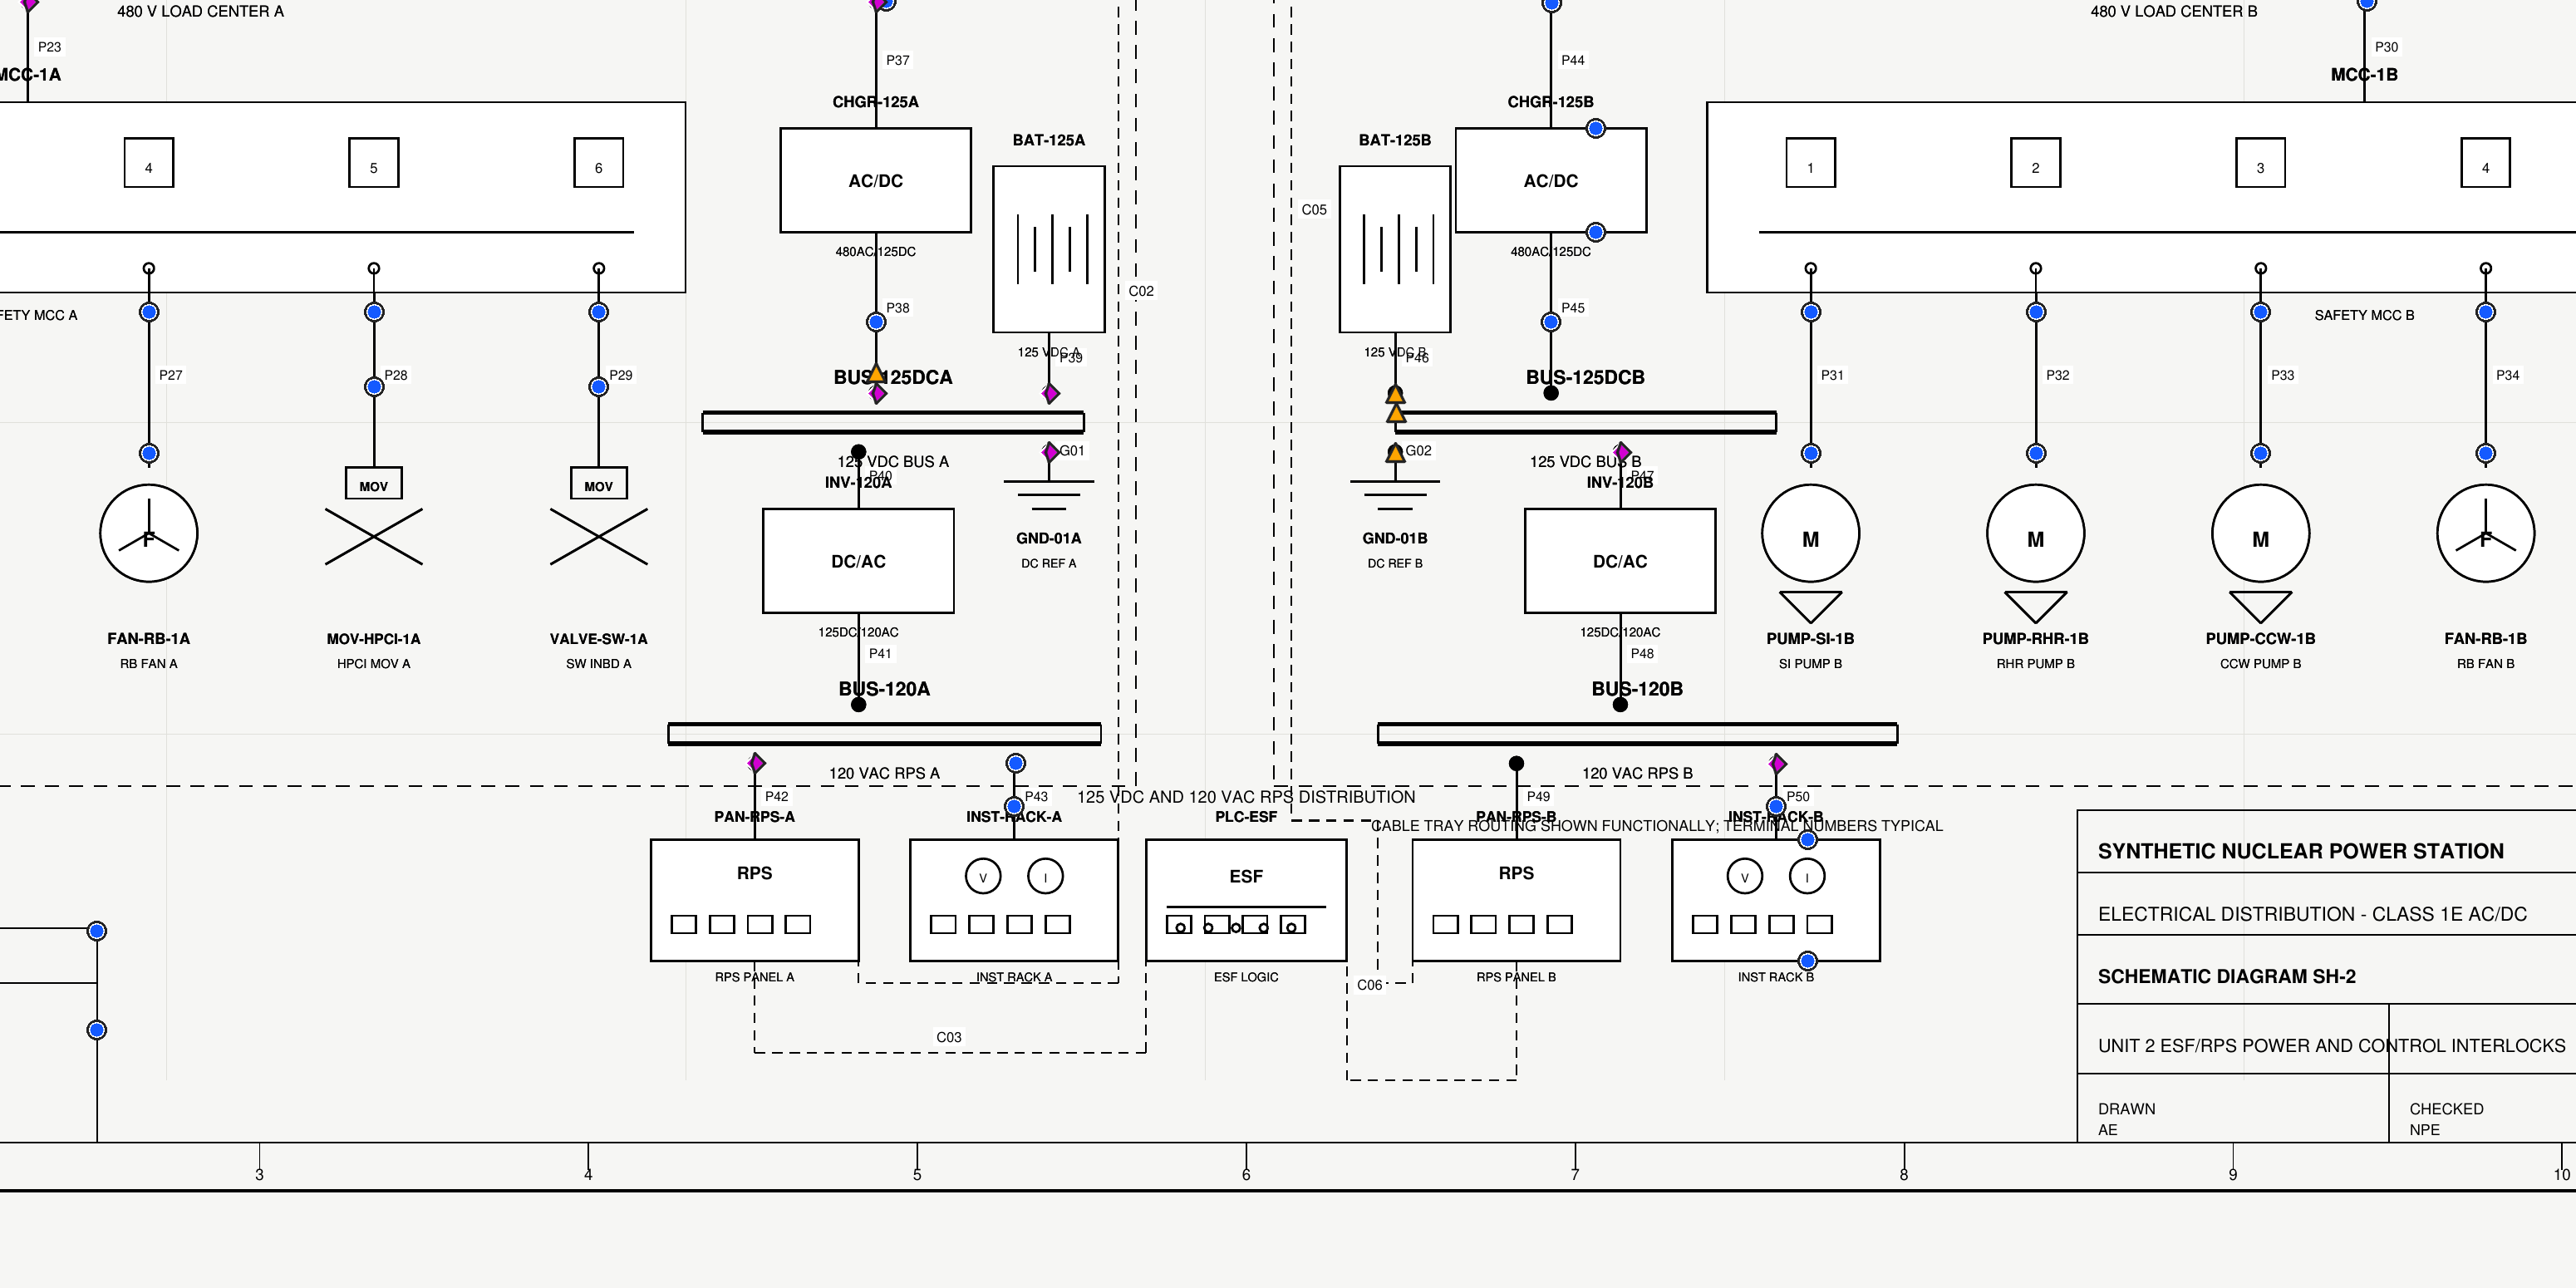 480 V LOAD CENTER A
480 V LOAD CENTER B
P23
P37
P44
P30
MCC-1A
MCC-1B
CHGR-125A
CHGR-125B
BAT-125A
BAT-125B
4
5
6
AC/DC
AC/DC
1
2
3
4
C05
480AC/125DC
480AC/125DC
C02
FETY MCC A
P38
P45
SAFETY MCC B
125 VDC A
125 VDC B
P39
P46
P27
P28
P29
BUS-125DCA
BUS-125DCB
P31
P32
P33
P34
G01
G02
125 VDC BUS A
125 VDC BUS B
P40
P47
INV-120A
INV-120B
MOV
MOV
F
GND-01A
GND-01B
M
M
M
F
DC/AC
DC/AC
DC REF A
DC REF B
125DC/120AC
125DC/120AC
FAN-RB-1A
MOV-HPCI-1A
VALVE-SW-1A
PUMP-SI-1B
PUMP-RHR-1B
PUMP-CCW-1B
FAN-RB-1B
P41
P48
RB FAN A
HPCI MOV A
SW INBD A
SI PUMP B
RHR PUMP B
CCW PUMP B
RB FAN B
BUS-120A
BUS-120B
120 VAC RPS A
120 VAC RPS B
P42
P43
125 VDC AND 120 VAC RPS DISTRIBUTION
P49
P50
PAN-RPS-A
INST-RACK-A
PLC-ESF
PAN-RPS-B
INST-RACK-B
CABLE TRAY ROUTING SHOWN FUNCTIONALLY; TERMINAL NUMBERS TYPICAL
RPS
V
I
ESF
RPS
V
I
RPS PANEL A
INST RACK A
ESF LOGIC
C06
RPS PANEL B
INST RACK B
C03
SYNTHETIC NUCLEAR POWER STATION
ELECTRICAL DISTRIBUTION - CLASS 1E AC/DC
SCHEMATIC DIAGRAM SH-2
UNIT 2 ESF/RPS POWER AND CONTROL INTERLOCKS
DRAWN
AE
CHECKED
NPE
3
4
5
6
7
8
9
10